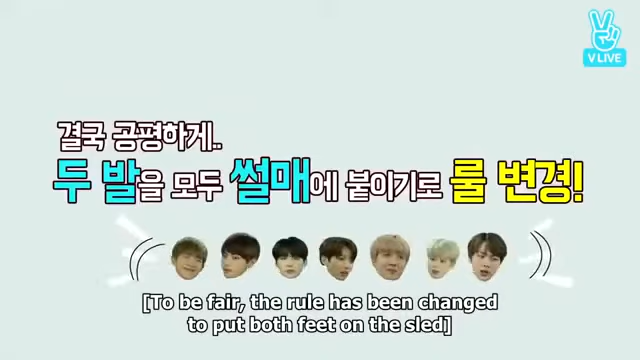 V LIVE
결국 공평하게..
두 발을 모두 썰매에 붙이기로 룰 변경!
[To be fair, the rule has been changed
to put both feet on the sled]